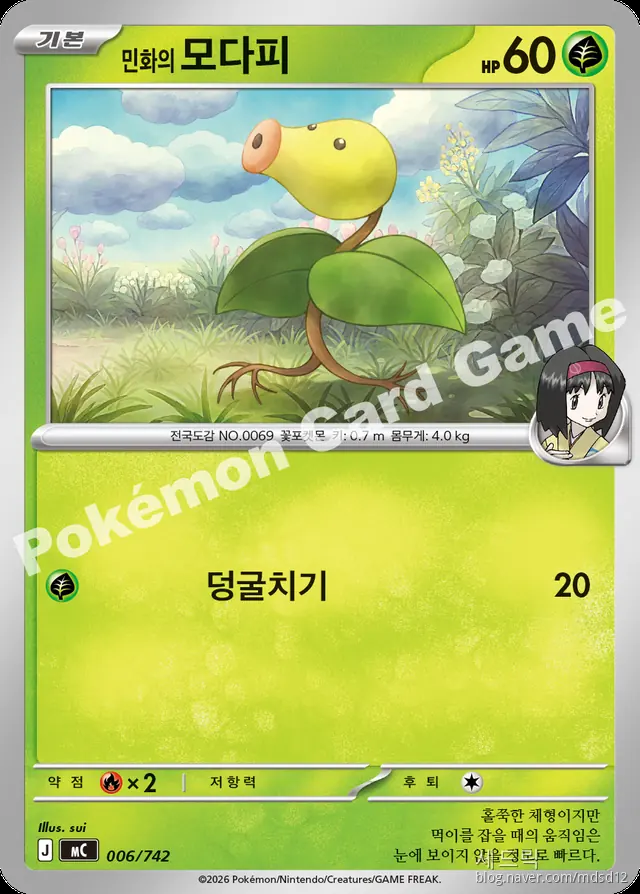 기본
민화의 모다피
HP 60
전국도감 NO.0069 꽃포켓몬 키: 0.7 m 몸무게: 4.0 kg
Pokémon Card Game
덩굴치기 20
약점 ×2 저항력 후퇴
홀쭉한 체형이지만
먹이를 잡을 때의 움직임은
눈에 보이지 않을 정도로 빠르다.
Illus. sui
J MC 006/742
©2026 Pokémon/Nintendo/Creatures/GAME FREAK.
blog.naver.com/mdsd12